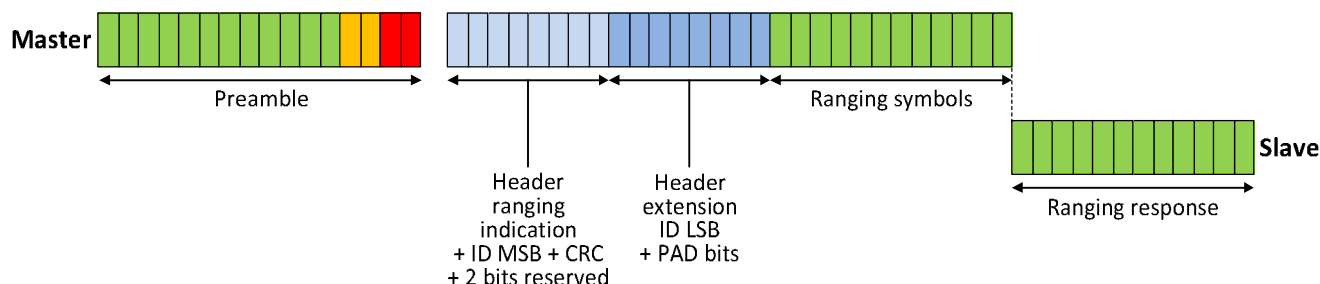 Master
Preamble
Ranging symbols
Slave
Ranging response
Header
ranging
indication
+ ID MSB + CRC
+ 2 bits reserved
Header
extension
ID LSB
+ PAD bits